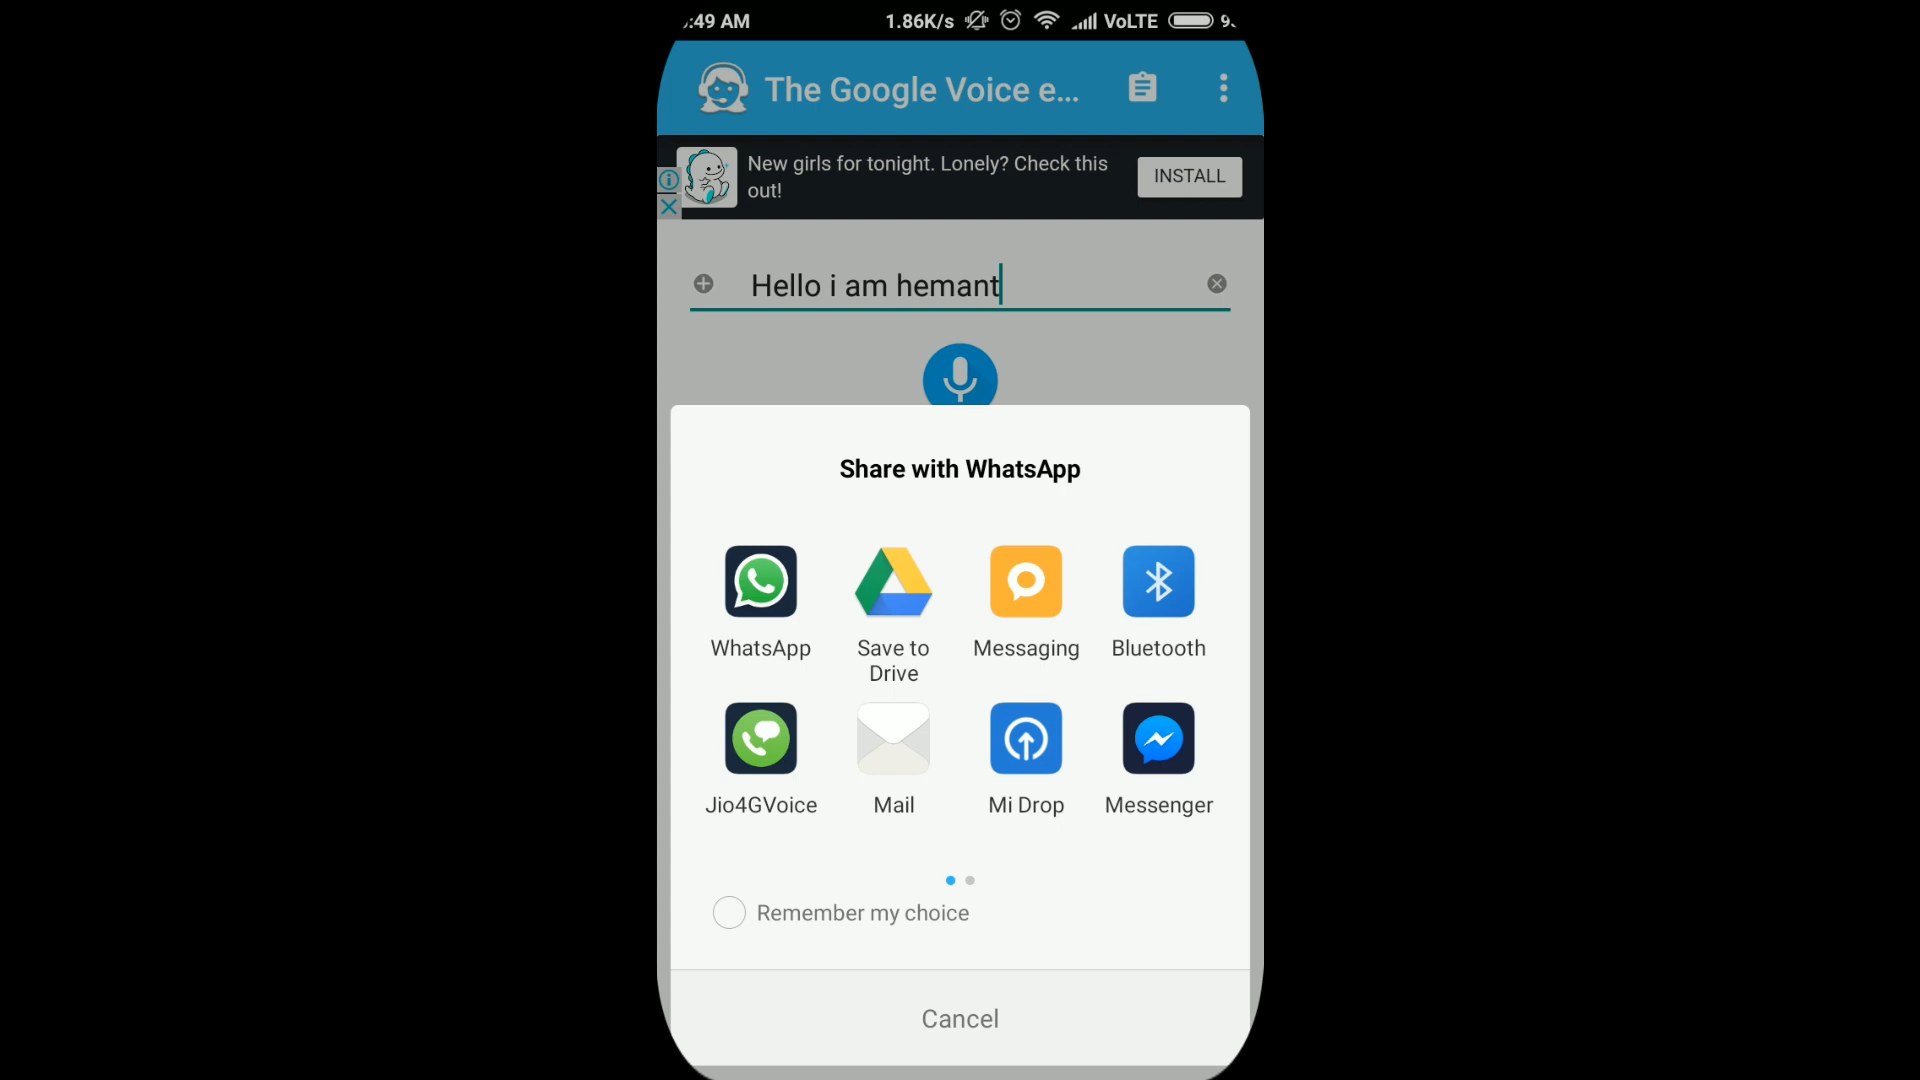 :49 AM 1.86K/s VoLTE
The Google Voice e...
New girls for tonight. Lonely? Check this
out!
INSTALL
Hello i am hemant
Share with WhatsApp
WhatsApp Save to Messaging Bluetooth
Drive
Jio4GVoice Mail Mi Drop Messenger
Remember my choice
Cancel